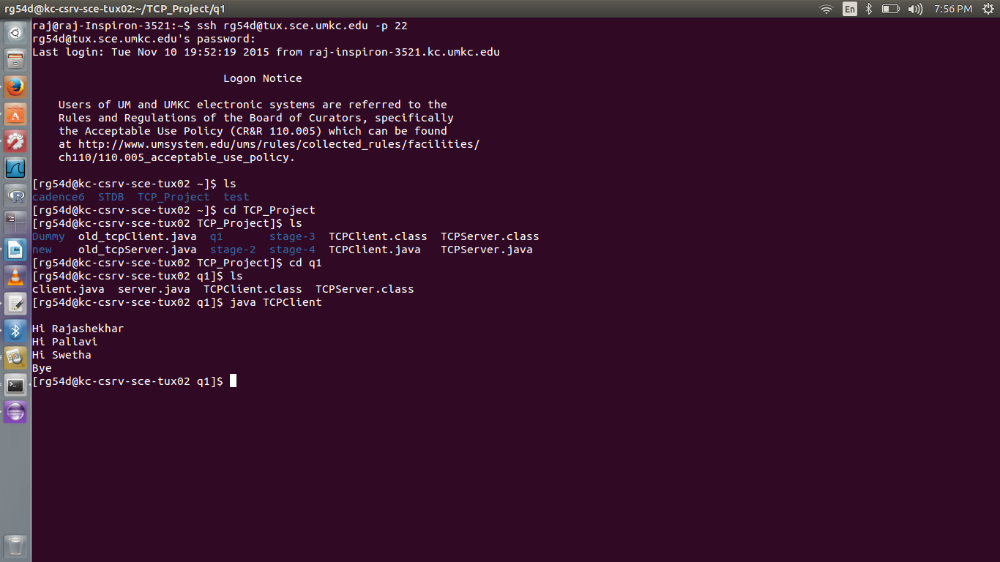 rg54d@kc-csrv-sce-tux02:~/TCP_Project/q1
En
7:56 PM
raj@raj-Inspiron-3521:~$ ssh rg54d@tux.sce.umkc.edu -p 22
rg54d@tux.sce.umkc.edu's password:
Last login: Tue Nov 10 19:52:19 2015 from raj-inspiron-3521.kc.umkc.edu
Logon Notice
Users of UM and UMKC electronic systems are referred to the
Rules and Regulations of the Board of Curators, specifically
the Acceptable Use Policy (CR&R 110.005) which can be found
at http://www.umsystem.edu/ums/rules/collected_rules/facilities/
ch110/110.005_acceptable_use_policy.
[rg54d@kc-csrv-sce-tux02 ~]$ ls
cadence6  STDB  TCP_Project  test
[rg54d@kc-csrv-sce-tux02 ~]$ cd TCP_Project
[rg54d@kc-csrv-sce-tux02 TCP_Project]$ ls
Dummy  old_tcpClient.java  q1       stage-3  TCPClient.class  TCPServer.class
new    old_tcpServer.java  stage-2  stage-4  TCPClient.java   TCPServer.java
[rg54d@kc-csrv-sce-tux02 TCP_Project]$ cd q1
[rg54d@kc-csrv-sce-tux02 q1]$ ls
client.java  server.java  TCPClient.class  TCPServer.class
[rg54d@kc-csrv-sce-tux02 q1]$ java TCPClient
Hi Rajashekhar
Hi Pallavi
Hi Swetha
Bye
[rg54d@kc-csrv-sce-tux02 q1]$